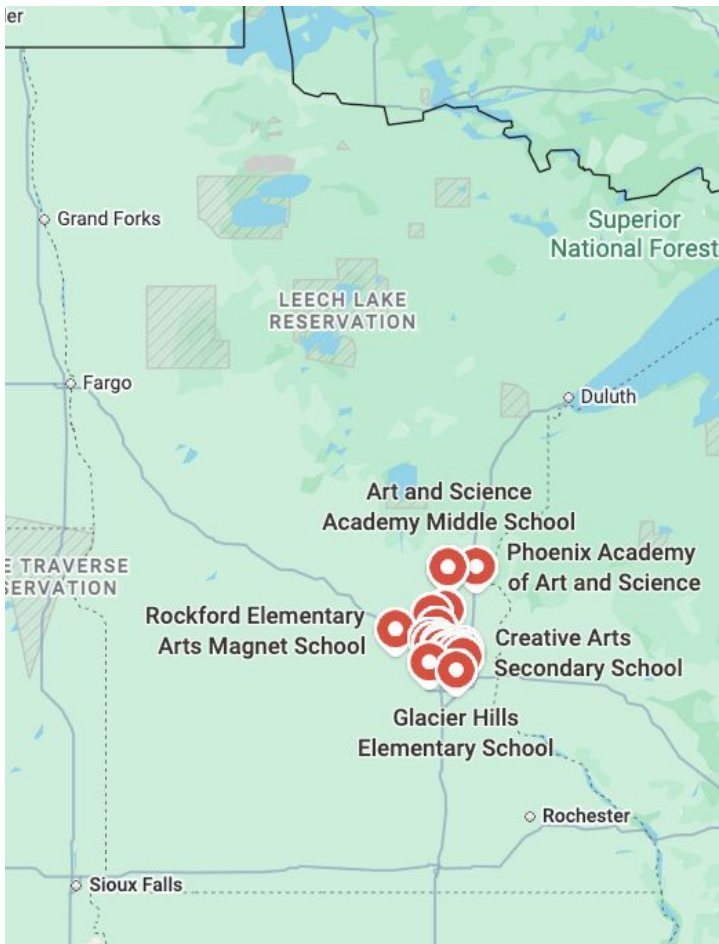 er
Grand Forks
Superior
National Forest
LEECH LAKE
RESERVATION
Fargo
Duluth
Art and Science
Academy Middle School
Phoenix Academy
of Art and Science
E TRAVERSE
SERVATION
Rockford Elementary
Arts Magnet School
Creative Arts
Secondary School
Glacier Hills
Elementary School
Rochester
Sioux Falls